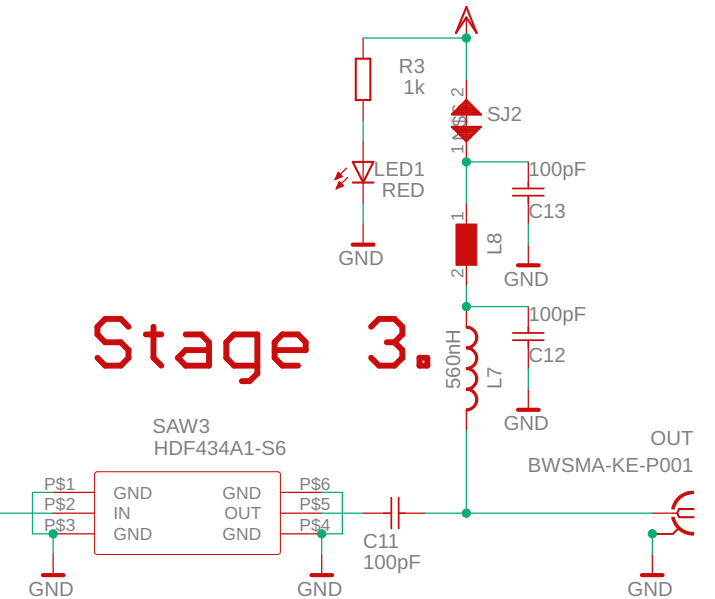 R3
1k
2
SJ2
1
LED1
RED
100pF
C13
1
L8
2
GND
GND
Stage 3.
100pF
560nH
L7
C12
GND
SAW3
HDF434A1-S6
OUT
BWSMA-KE-P001
P$1
GND
GND
P$6
P$2
IN
OUT
P$5
P$3
GND
GND
P$4
C11
100pF
GND
GND
GND